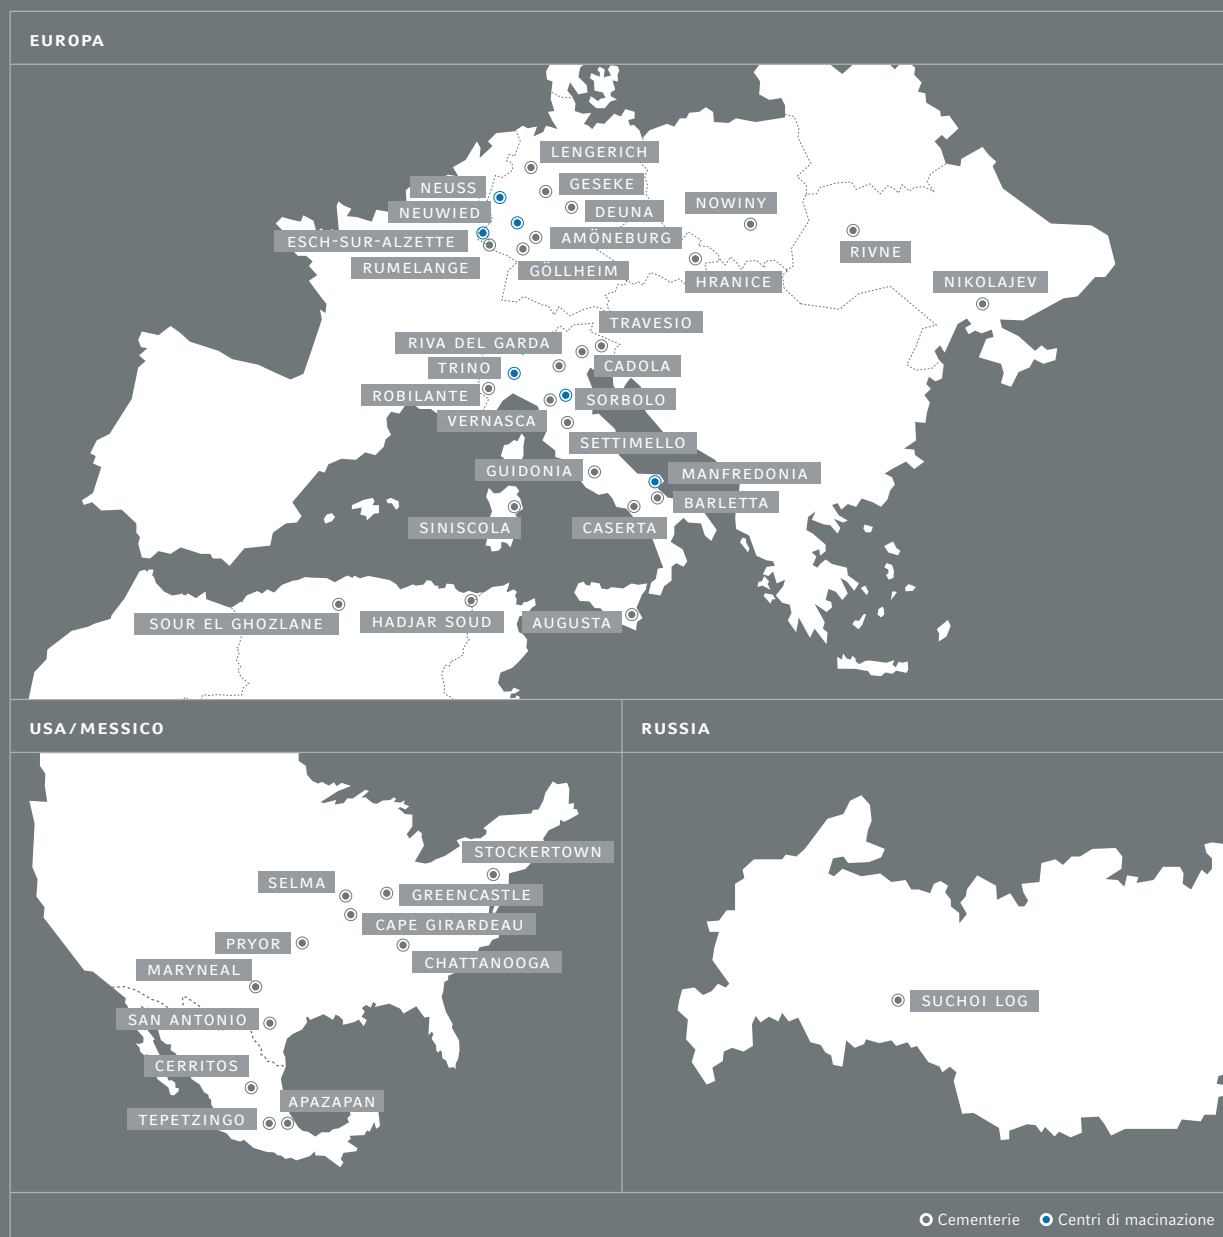 EUROPA
LENGERICH
NEUSS
GESEKE
NEUWIED
DEUNA
NOWINY
ESCH-SUR-ALZETTE
AMÖNEBURG
RIVNE
RUMELANGE
GÖLLHEIM
HRANICE
NIKOLAJEV
TRAVESIO
RIVA DEL GARDA
TRINO
CADOLA
ROBILANTE
SORBOLO
VERNASCA
SETTIMELLO
GUIDONIA
MANFREDONIA
BARLETTA
SINISCOLA
CASERTA
SOUR EL GHOZLANE
HADJAR SOUD
AUGUSTA
USA/MESSICO
STOCKERTOWN
SELMA
GREENCASTLE
CAPE GIRARDEAU
PRYOR
CHATTANOOGA
MARYNEAL
SAN ANTONIO
CERRITOS
APAZAPAN
TEPETZINGO
RUSSIA
SUCHOI LOG
Cementerie
Centri di macinazione